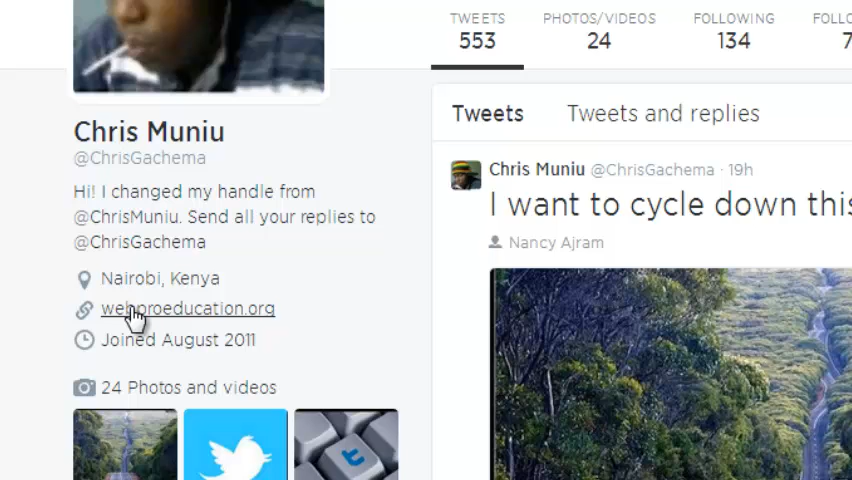 TWEETS PHOTOS/VIDEOS FOLLOWING
553 24 134
Tweets Tweets and replies
Chris Muniu
@ChrisGachema
Hi! I changed my handle from
@ChrisMuniu. Send all your replies to
@ChrisGachema
Nairobi, Kenya
webproeducation.org
Joined August 2011
24 Photos and videos
Chris Muniu @ChrisGachema · 19h
I want to cycle down this
Nancy Ajram